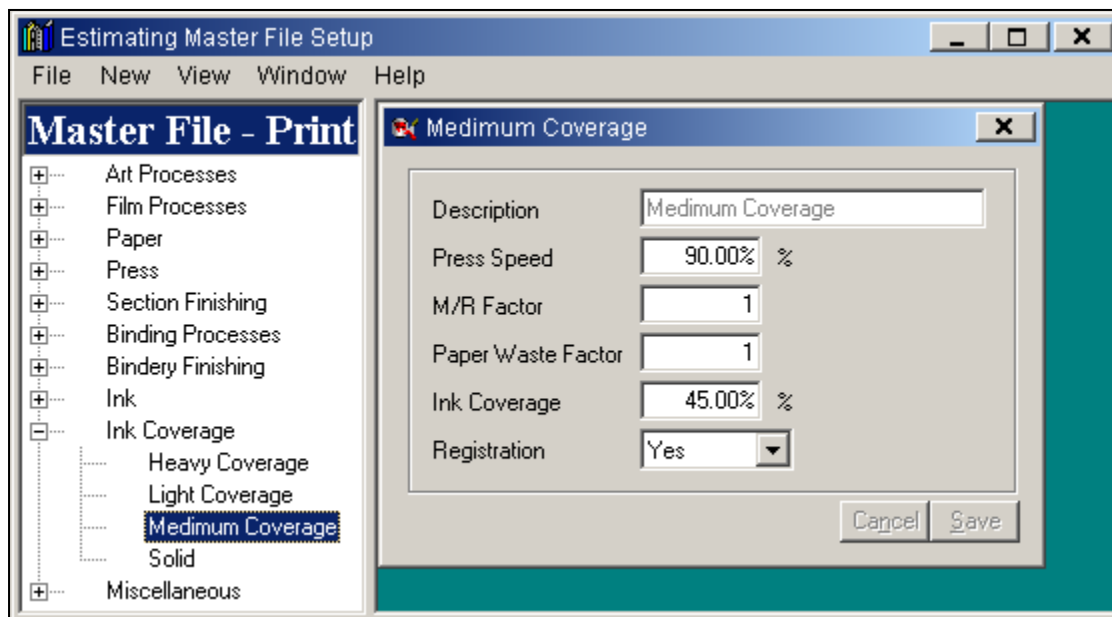 Estimating Master File Setup
File New View Window Help
Master File - Print
Art Processes
Film Processes
Paper
Press
Section Finishing
Binding Processes
Bindery Finishing
Ink
Ink Coverage
Heavy Coverage
Light Coverage
Medimum Coverage
Solid
Miscellaneous
Medimum Coverage
Description Medimum Coverage
Press Speed 90.00% %
M/R Factor 1
Paper Waste Factor 1
Ink Coverage 45.00% %
Registration Yes
Cancel Save